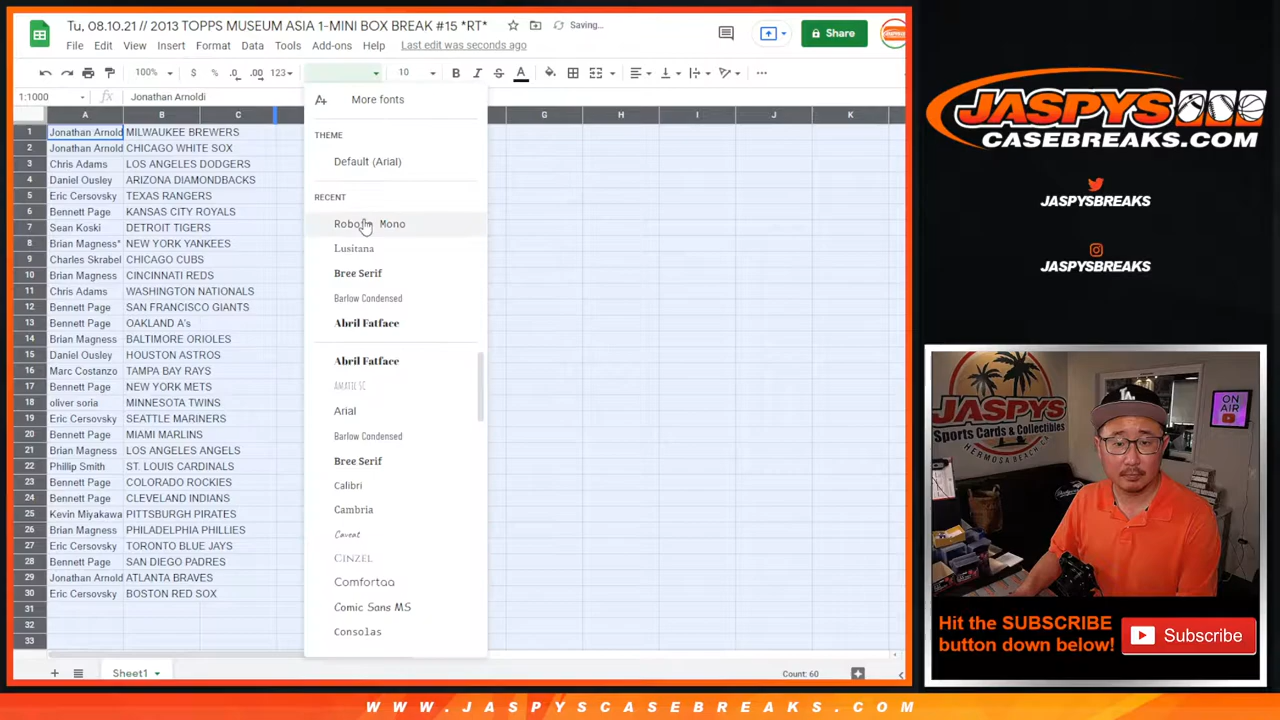 Tu, 08.10.21 // 2013 TOPPS MUSEUM ASIA 1-MINI BOX BREAK #15 *RT*
Saving...
File Edit View Insert Format Data Tools Add-ons Help Last edit was seconds ago
Share
100% $ % .0 .00 123 10 B I S A
1:1000 fx Jonathan Arnoldi
A B C G H I J K
1 Jonathan Arnold MILWAUKEE BREWERS
2 Jonathan Arnold CHICAGO WHITE SOX
3 Chris Adams LOS ANGELES DODGERS
4 Daniel Ousley ARIZONA DIAMONDBACKS
5 Eric Cersovsky TEXAS RANGERS
6 Bennett Page KANSAS CITY ROYALS
7 Sean Koski DETROIT TIGERS
8 Brian Magness* NEW YORK YANKEES
9 Charles Skrabel CHICAGO CUBS
10 Brian Magness CINCINNATI REDS
11 Chris Adams WASHINGTON NATIONALS
12 Bennett Page SAN FRANCISCO GIANTS
13 Bennett Page OAKLAND A's
14 Brian Magness BALTIMORE ORIOLES
15 Daniel Ousley HOUSTON ASTROS
16 Marc Costanzo TAMPA BAY RAYS
17 Bennett Page NEW YORK METS
18 oliver soria MINNESOTA TWINS
19 Eric Cersovsky SEATTLE MARINERS
20 Bennett Page MIAMI MARLINS
21 Brian Magness LOS ANGELES ANGELS
22 Phillip Smith ST. LOUIS CARDINALS
23 Bennett Page COLORADO ROCKIES
24 Bennett Page CLEVELAND INDIANS
25 Kevin Miyakawa PITTSBURGH PIRATES
26 Brian Magness PHILADELPHIA PHILLIES
27 Eric Cersovsky TORONTO BLUE JAYS
28 Bennett Page SAN DIEGO PADRES
29 Jonathan Arnold ATLANTA BRAVES
30 Eric Cersovsky BOSTON RED SOX
31
32
33
More fonts
THEME
Default (Arial)
RECENT
Roboto Mono
Lusitana
Bree Serif
Barlow Condensed
Abril Fatface
Abril Fatface
AMATIC SC
Arial
Barlow Condensed
Bree Serif
Calibri
Cambria
Caveat
CINZEL
Comfortaa
Comic Sans MS
Consolas
Sheet1
Count: 60
JASPYS
CASEBREAKS.COM
JASPYSBREAKS
JASPYSBREAKS
JASPYS
Sports Cards & Collectibles
HERMOSA BEACH
ON
AIR
LA
Hit the SUBSCRIBE
button down below!
Subscribe
WWW.JASPYSCASEBREAKS.COM